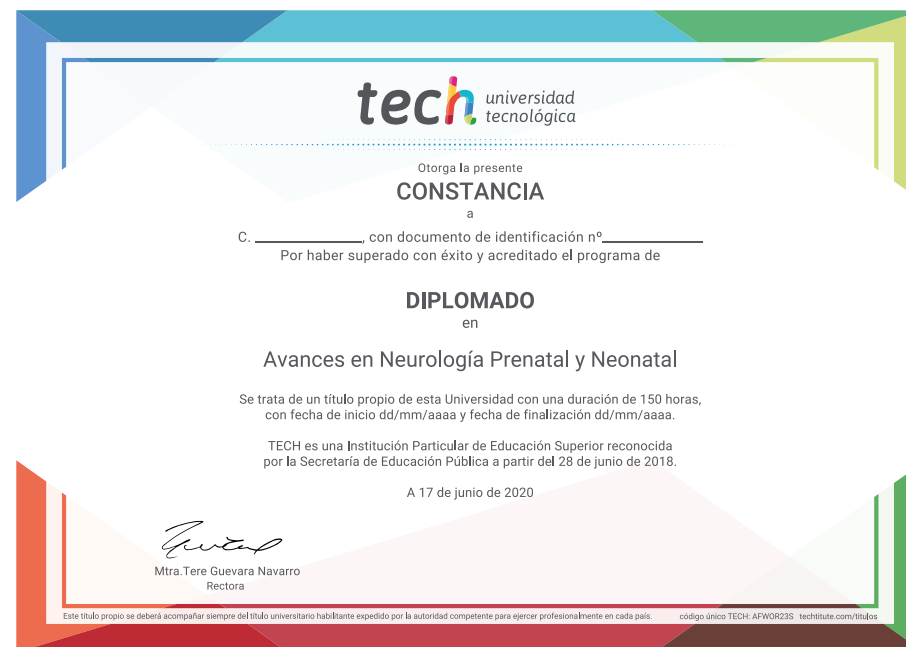 tech universidad
tecnológica
Otorga la presente
CONSTANCIA
a
C. ____________, con documento de identificación nº____________
Por haber superado con éxito y acreditado el programa de
DIPLOMADO
en
Avances en Neurología Prenatal y Neonatal
Se trata de un título propio de esta Universidad con una duración de 150 horas,
con fecha de inicio dd/mm/aaaa y fecha de finalización dd/mm/aaaa.
TECH es una Institución Particular de Educación Superior reconocida
por la Secretaría de Educación Pública a partir del 28 de junio de 2018.
A 17 de junio de 2020
Mtra.Tere Guevara Navarro
Rectora
Este título propio se deberá acompañar siempre del título universitario habilitante expedido por la autoridad competente para ejercer profesionalmente en cada país. código único TECH: AFWOR23S techtitute.com/titulos